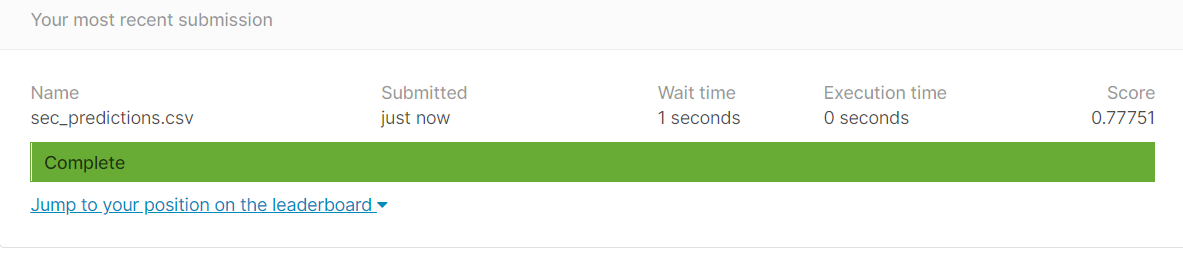 Your most recent submission
Name Submitted Wait time Execution time Score
sec_predictions.csv just now 1 seconds 0 seconds 0.77751
Complete
Jump to your position on the leaderboard